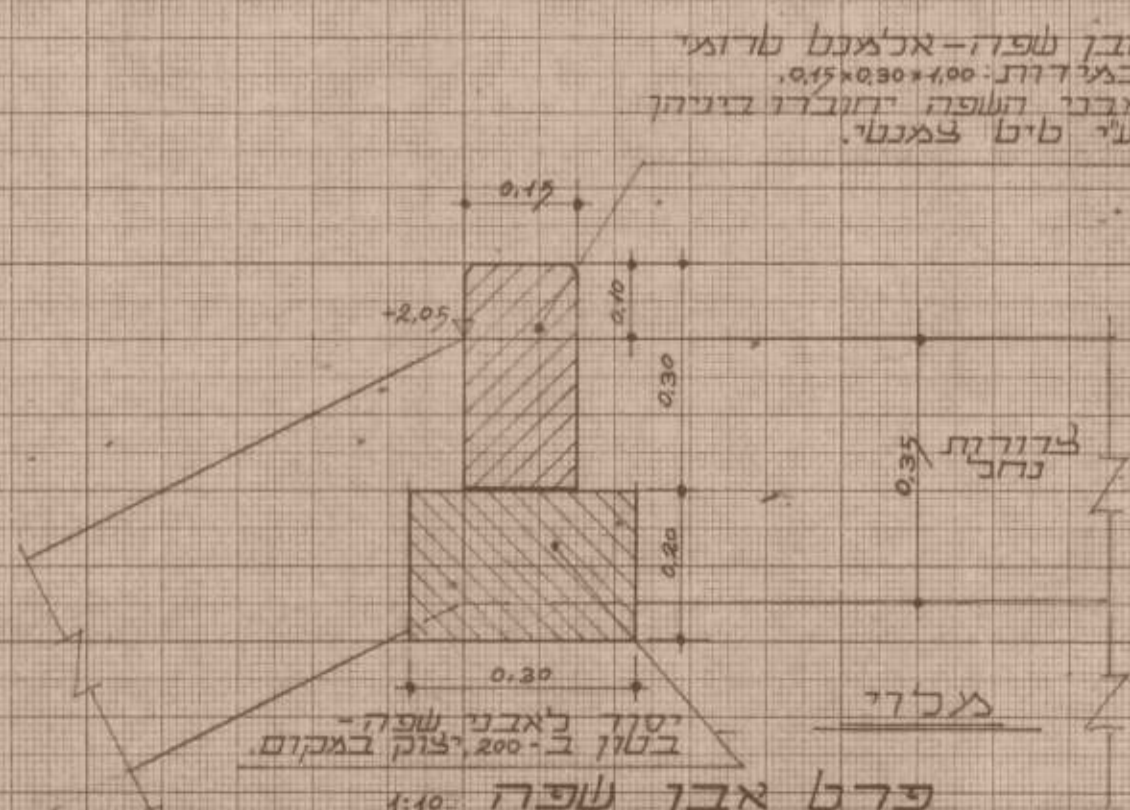 אבן שפה - אלמנט טרומי
במידות: 0,15×0,30×1,00.
אבני השפה יחוברו ביניהן
ע"י טיט צמנטי.
0,15
+2,05
0,10
0,30
0,35
צרורות
נחל
0,20
0,30
מלוי
יסוד לאבני שפה -
בטון ב-200, יצוק במקום.
פרט אבן שפה 1:10